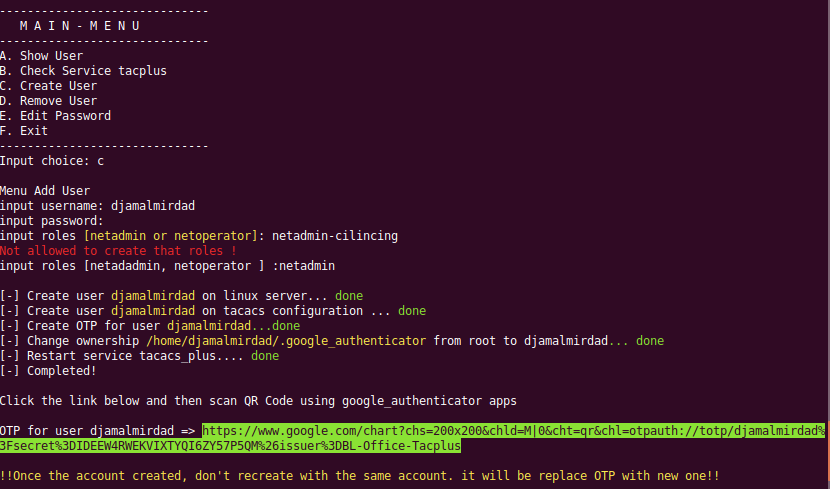 ------------------------------
M A I N - M E N U
------------------------------
A. Show User
B. Check Service tacplus
C. Create User
D. Remove User
E. Edit Password
F. Exit
------------------------------
Input choice: c
Menu Add User
input username: djamalmirdad
input password:
input roles [netadmin or netoperator]: netadmin-cilincing
Not allowed to create that roles !
input roles [netadadmin, netoperator ] :netadmin
[-] Create user djamalmirdad on linux server... done
[-] Create user djamalmirdad on tacacs configuration ... done
[-] Create OTP for user djamalmirdad...done
[-] Change ownership /home/djamalmirdad/.google_authenticator from root to djamalmirdad... done
[-] Restart service tacacs_plus.... done
[-] Completed!
Click the link below and then scan QR Code using google_authenticator apps
OTP for user djamalmirdad => https://www.google.com/chart?chs=200x200&chld=M|0&cht=qr&chl=otpauth://totp/djamalmirdad%
3Fsecret%3DIDEEW4RWEKVIXTYQI6ZY57P5QM%26issuer%3DBL-Office-Tacplus
!!Once the account created, don't recreate with the same account. it will be replace OTP with new one!!